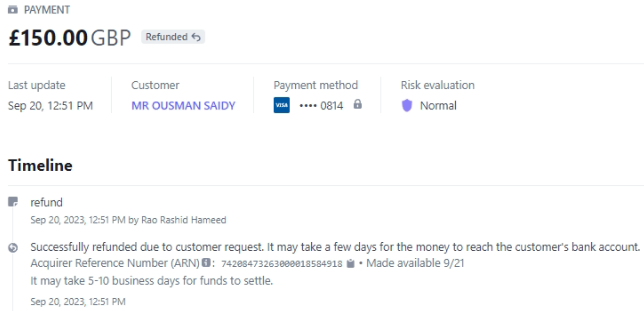 PAYMENT
£150.00 GBP Refunded
Last update Customer Payment method Risk evaluation
Sep 20, 12:51 PM MR OUSMAN SAIDY VISA •••• 0814 Normal
Timeline
refund
Sep 20, 2023, 12:51 PM by Rao Rashid Hameed
Successfully refunded due to customer request. It may take a few days for the money to reach the customer's bank account.
Acquirer Reference Number (ARN) : 74208473263000018584918 • Made available 9/21
It may take 5-10 business days for funds to settle.
Sep 20, 2023, 12:51 PM